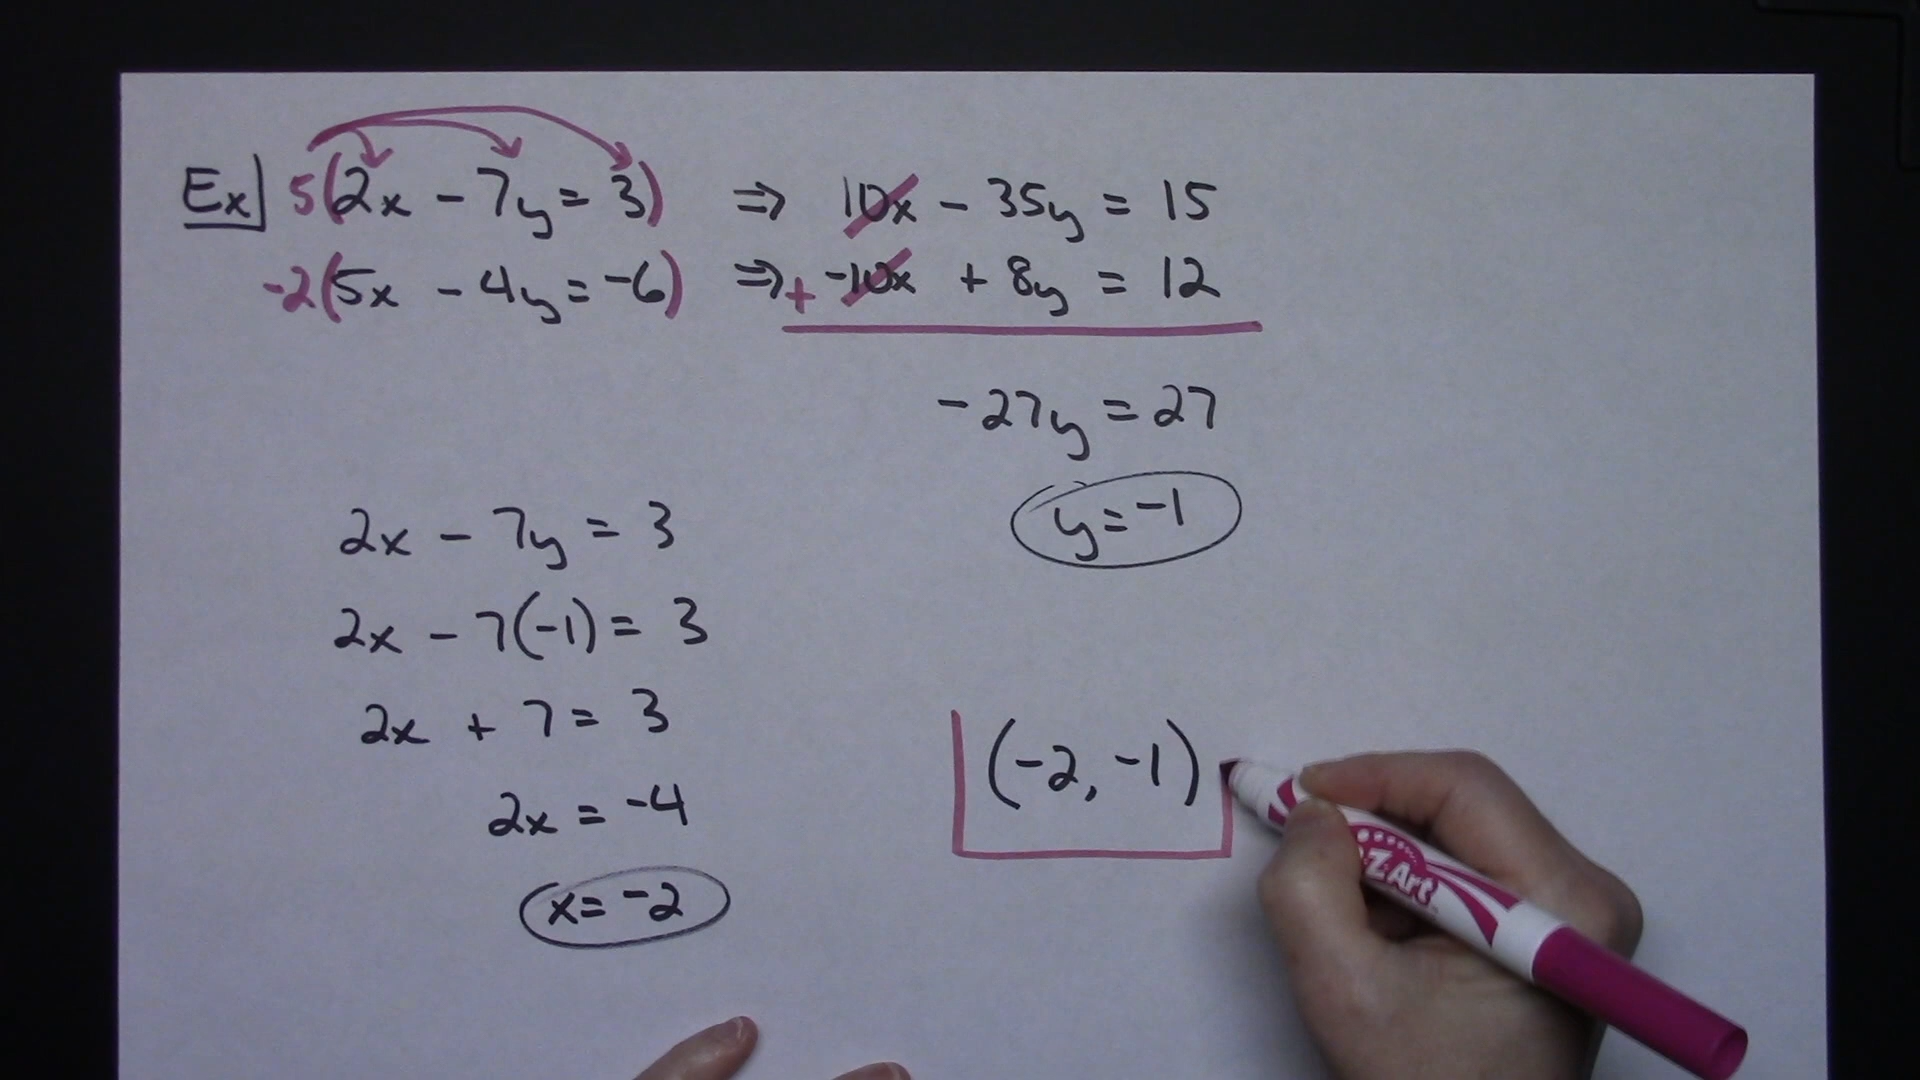 Ex 5(2x - 7y = 3) ⇒ 10x - 35y = 15
-2(5x - 4y = -6) ⇒ + -10x + 8y = 12
-27y = 27
y = -1
2x - 7y = 3
2x - 7(-1) = 3
2x + 7 = 3
2x = -4
x = -2
(-2, -1)
Z Art